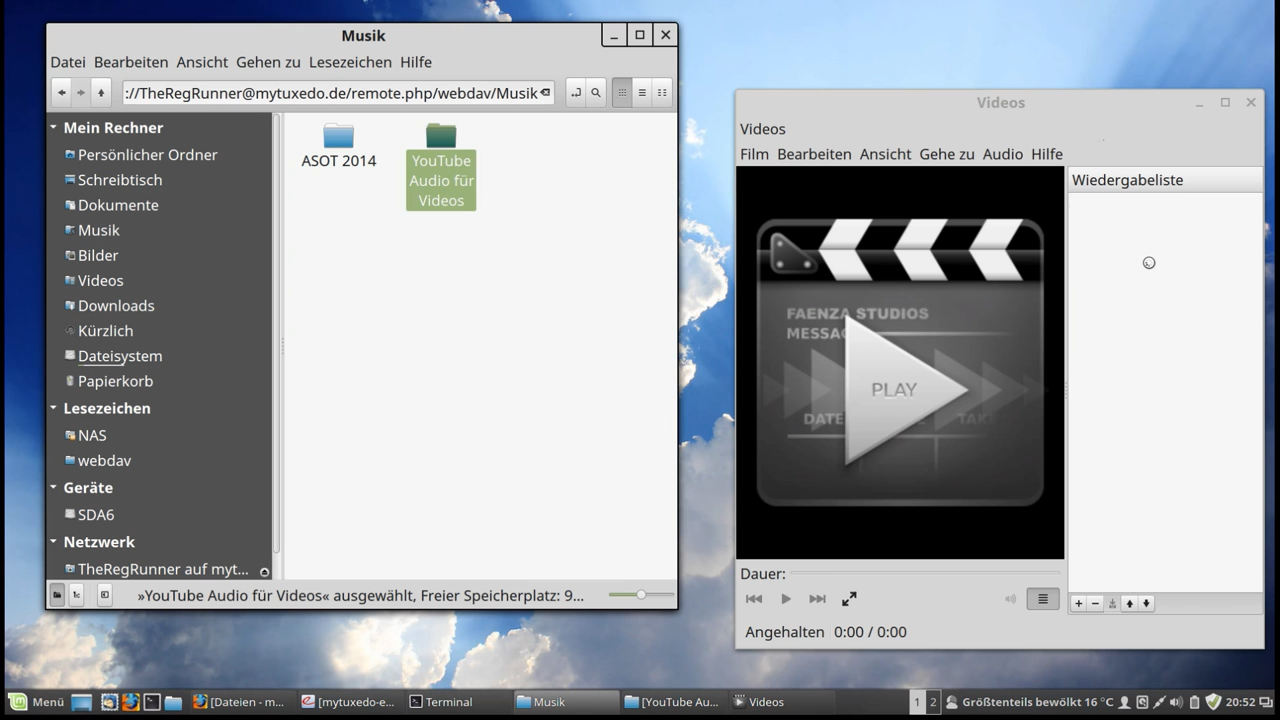 Musik
Datei Bearbeiten Ansicht Gehen zu Lesezeichen Hilfe
://TheRegRunner@mytuxedo.de/remote.php/webdav/Musik
Mein Rechner
Persönlicher Ordner
Schreibtisch
Dokumente
Musik
Bilder
Videos
Downloads
Kürzlich
Dateisystem
Papierkorb
Lesezeichen
NAS
webdav
Geräte
SDA6
Netzwerk
TheRegRunner auf myt...
ASOT 2014
YouTube
Audio für
Videos
»YouTube Audio für Videos« ausgewählt, Freier Speicherplatz: 9...
Videos
Videos
Film Bearbeiten Ansicht Gehe zu Audio Hilfe
Wiedergabeliste
FAENZA STUDIOS
MESSA
PLAY
DATE
TAK
Dauer:
Angehalten 0:00 / 0:00
Menü
[Dateien - m...
[mytuxedo-e...
Terminal
Musik
[YouTube Au...
Videos
1 2
Größtenteils bewölkt 16 °C
20:52